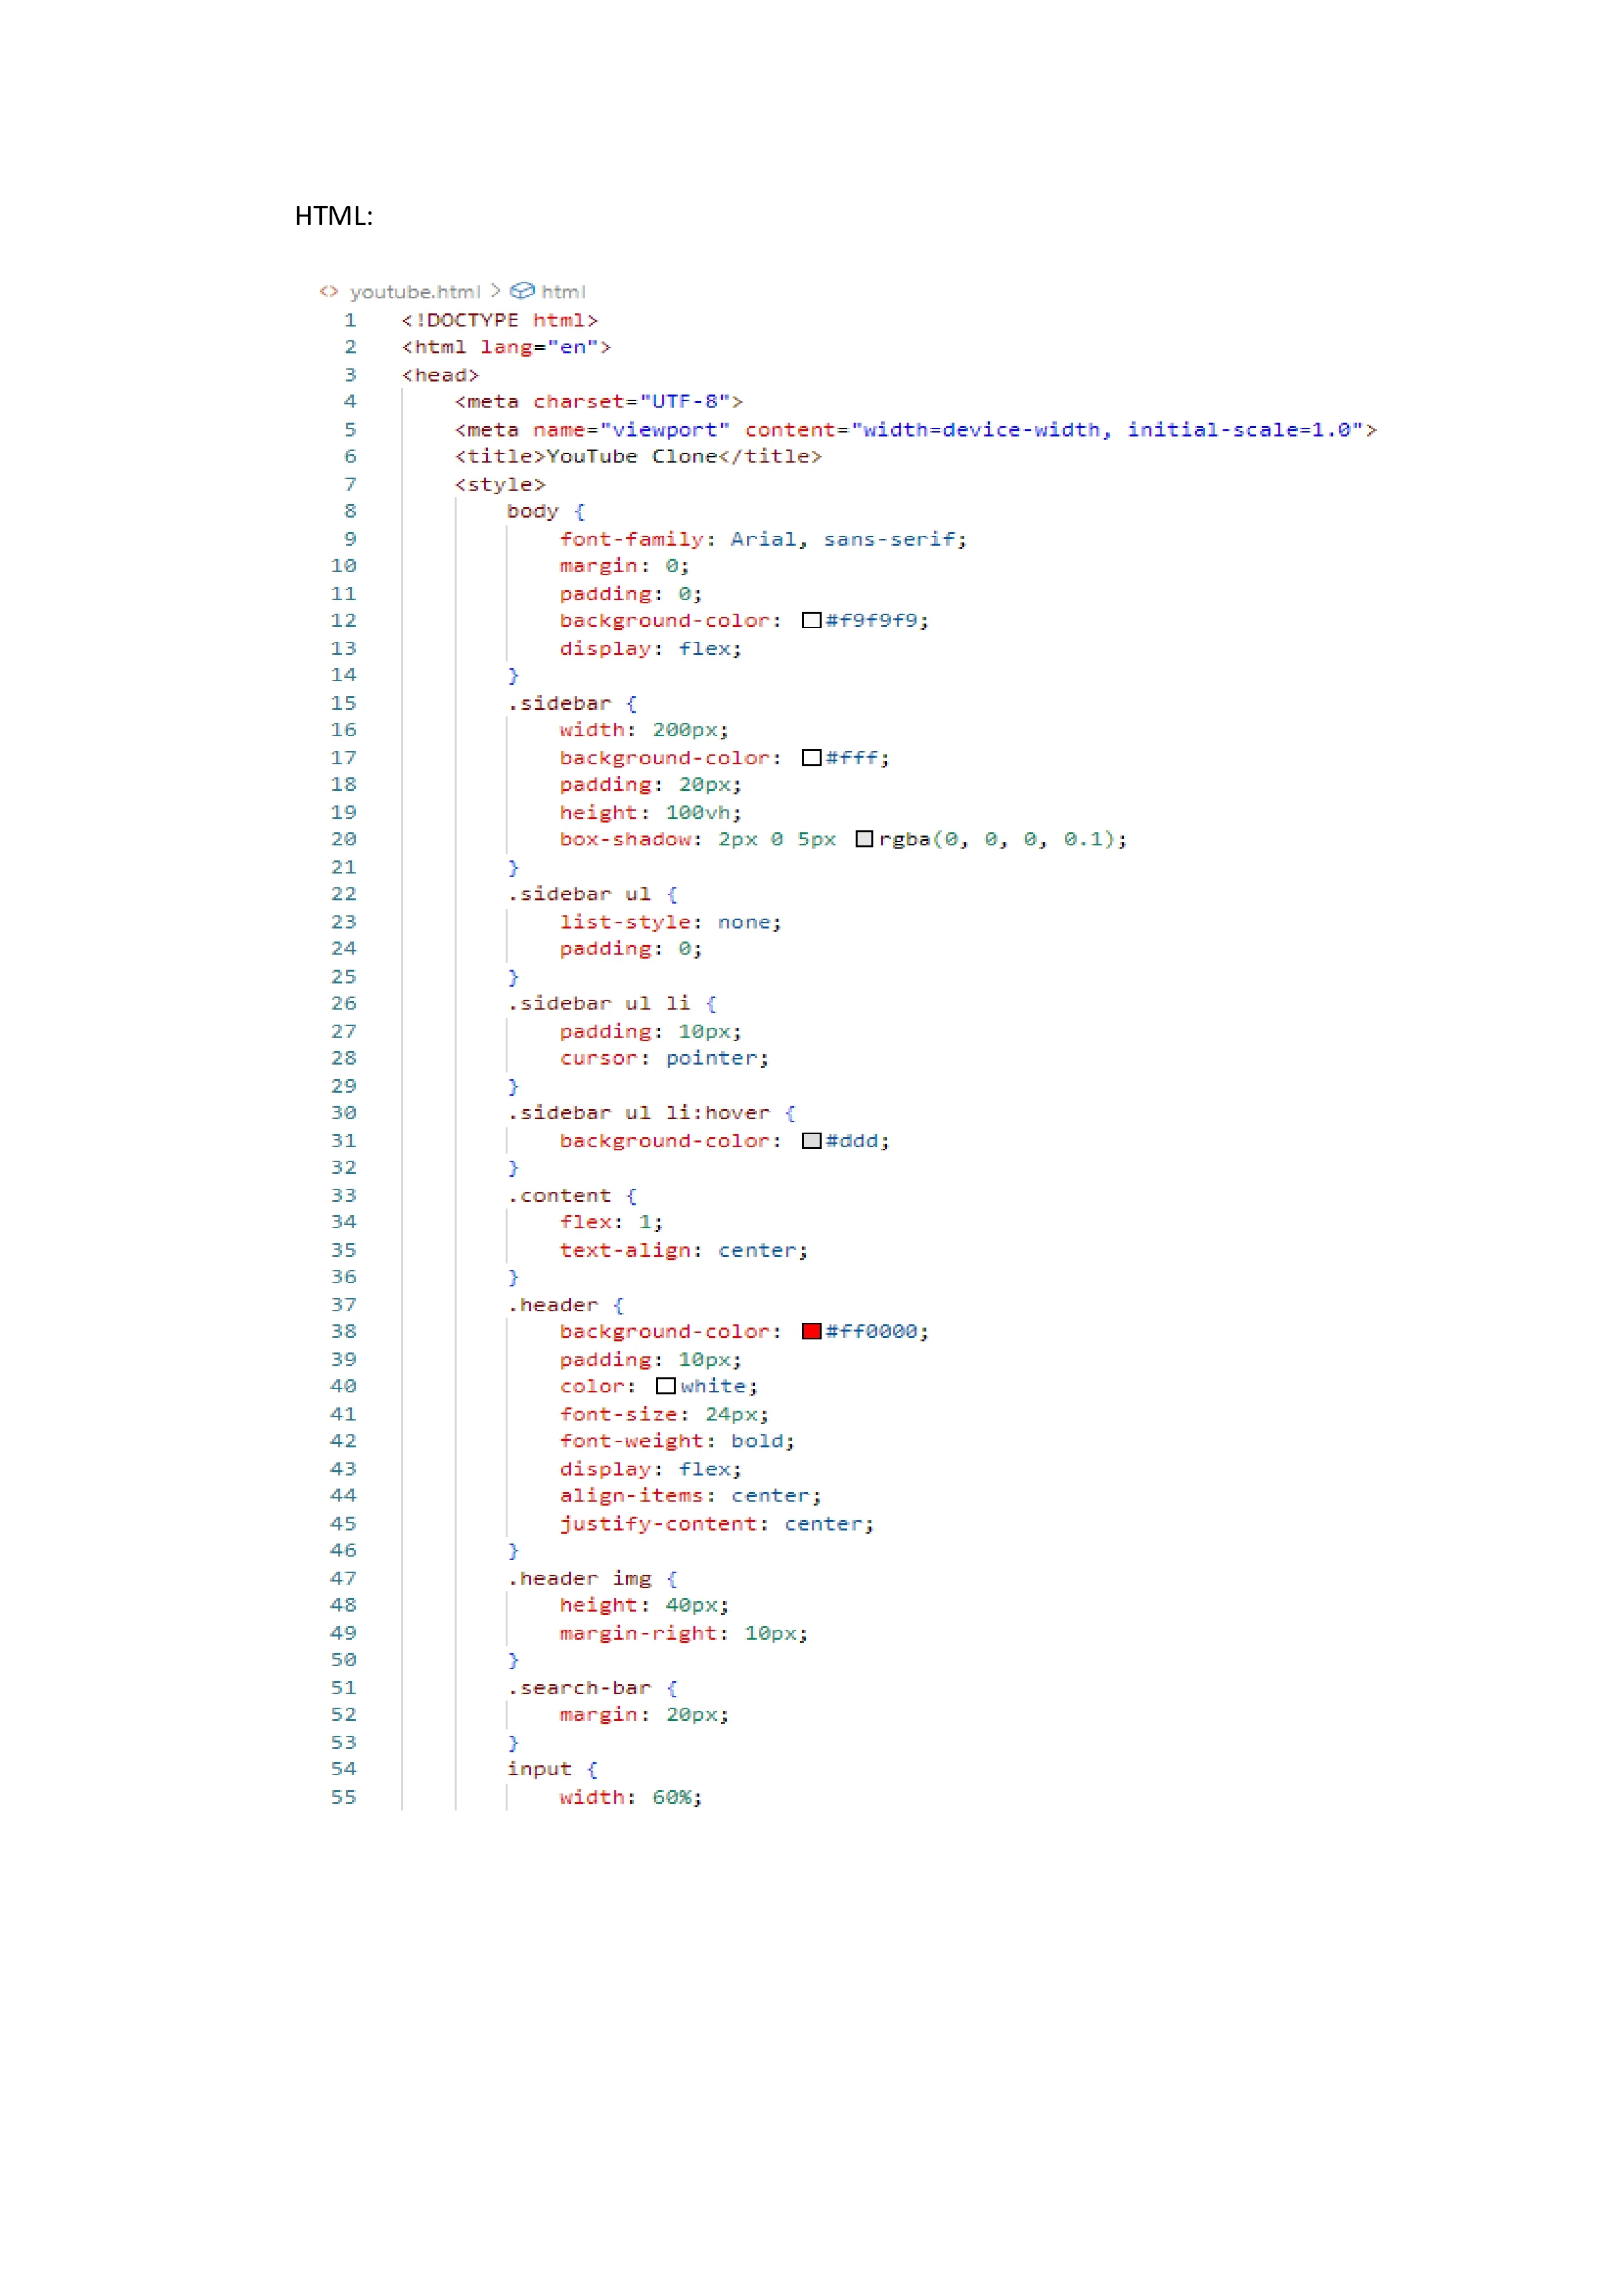 HTML:
<> youtube.html > html
1 <!DOCTYPE html>
2 <html lang="en">
3 <head>
4 <meta charset="UTF-8">
5 <meta name="viewport" content="width=device-width, initial-scale=1.0">
6 <title>YouTube Clone</title>
7 <style>
8 body {
9 font-family: Arial, sans-serif;
10 margin: 0;
11 padding: 0;
12 background-color: #f9f9f9;
13 display: flex;
14 }
15 .sidebar {
16 width: 200px;
17 background-color: #fff;
18 padding: 20px;
19 height: 100vh;
20 box-shadow: 2px 0 5px rgba(0, 0, 0, 0.1);
21 }
22 .sidebar ul {
23 list-style: none;
24 padding: 0;
25 }
26 .sidebar ul li {
27 padding: 10px;
28 cursor: pointer;
29 }
30 .sidebar ul li:hover {
31 background-color: #ddd;
32 }
33 .content {
34 flex: 1;
35 text-align: center;
36 }
37 .header {
38 background-color: #ff0000;
39 padding: 10px;
40 color: white;
41 font-size: 24px;
42 font-weight: bold;
43 display: flex;
44 align-items: center;
45 justify-content: center;
46 }
47 .header img {
48 height: 40px;
49 margin-right: 10px;
50 }
51 .search-bar {
52 margin: 20px;
53 }
54 input {
55 width: 60%;